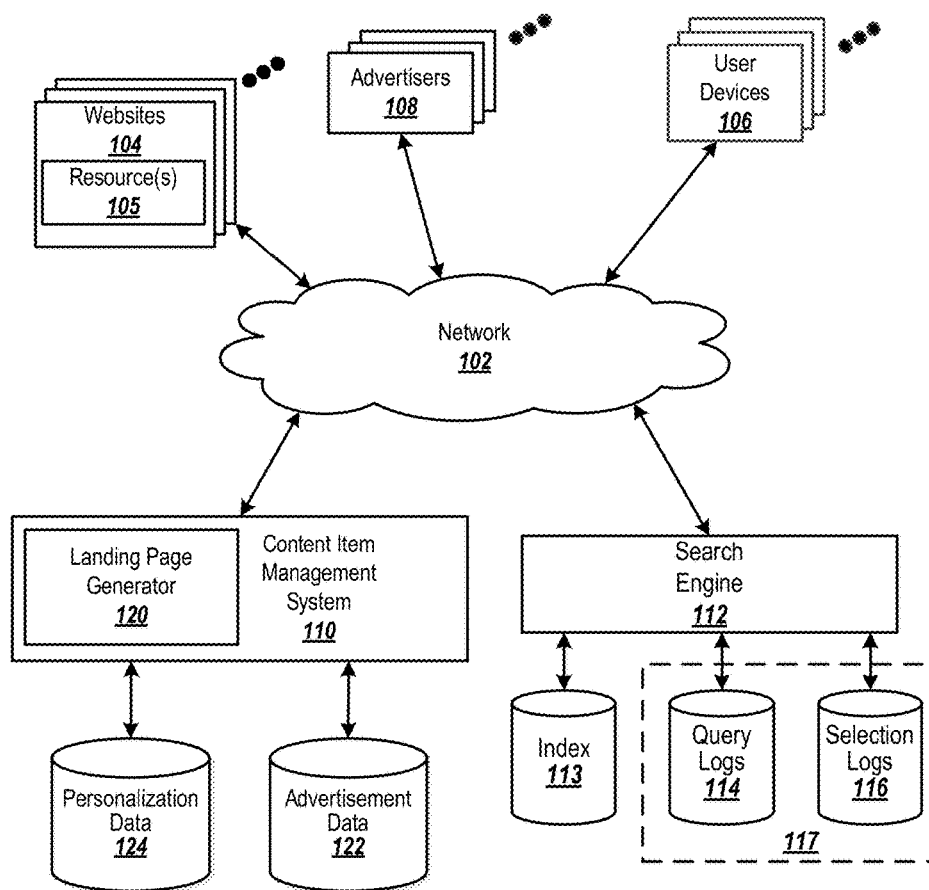 Websites
104
Resource(s)
105
Advertisers
108
User
Devices
106
Network
102
Landing Page
Generator
120
Content Item
Management
System
110
Search
Engine
112
Personalization
Data
124
Advertisement
Data
122
Index
113
Query
Logs
114
Selection
Logs
116
117